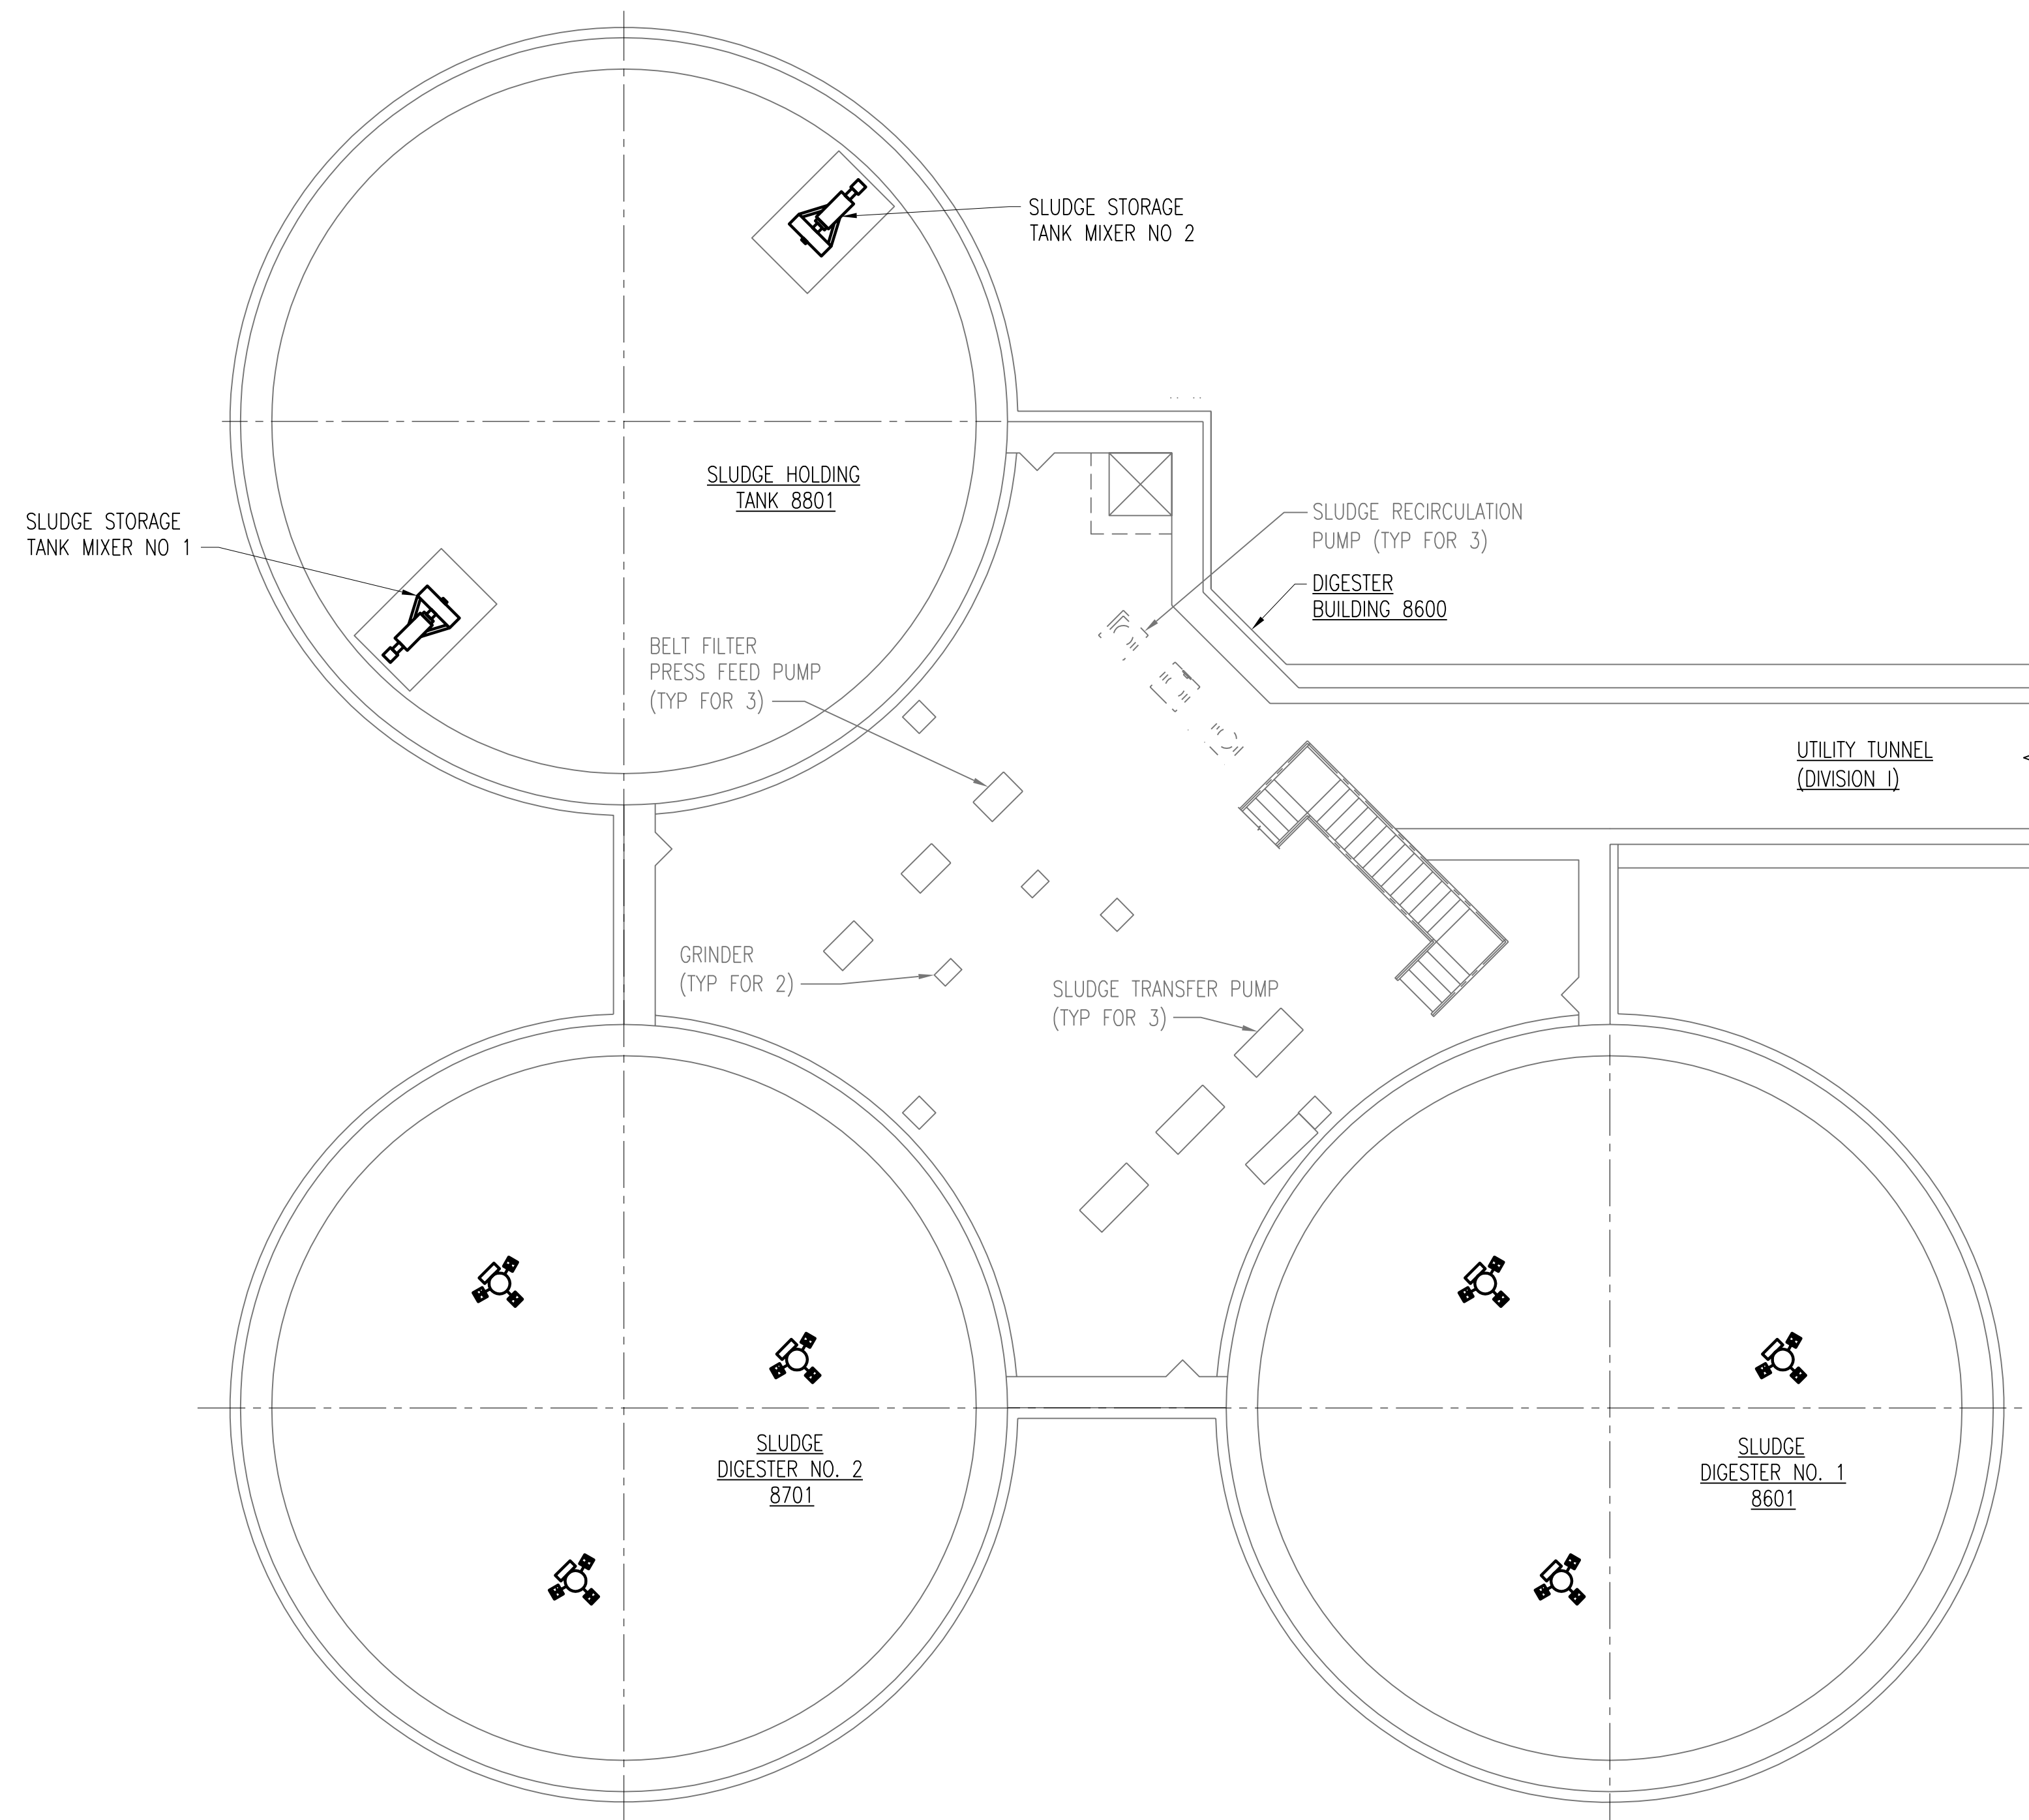 SLUDGE STORAGE
TANK MIXER NO 2
SLUDGE HOLDING
TANK 8801
SLUDGE STORAGE
TANK MIXER NO 1
SLUDGE RECIRCULATION
PUMP (TYP FOR 3)
DIGESTER
BUILDING 8600
BELT FILTER
PRESS FEED PUMP
(TYP FOR 3)
UTILITY TUNNEL
(DIVISION I)
GRINDER
(TYP FOR 2)
SLUDGE TRANSFER PUMP
(TYP FOR 3)
SLUDGE
DIGESTER NO. 2
8701
SLUDGE
DIGESTER NO. 1
8601